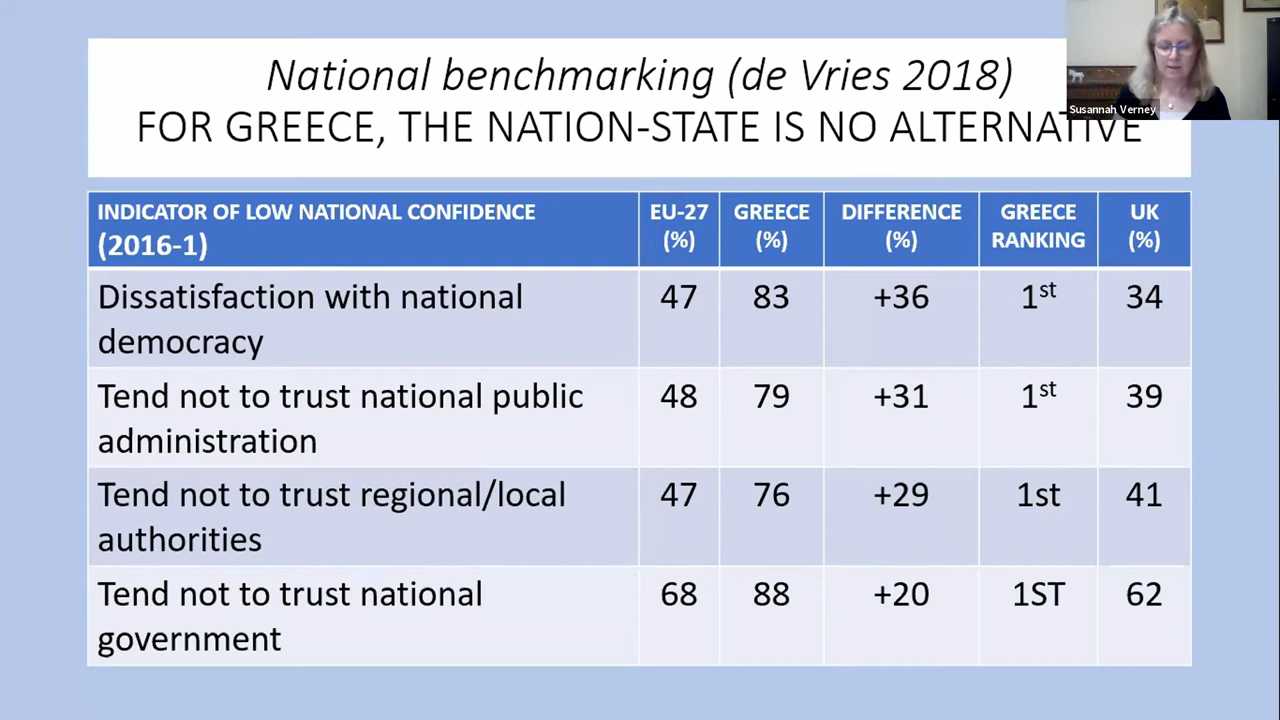 National benchmarking (de Vries 2018)
FOR GREECE, THE NATION-STATE IS NO ALTERNATIVE
Susannah Verney
INDICATOR OF LOW NATIONAL CONFIDENCE
(2016-1)
EU-27
(%)
GREECE
(%)
DIFFERENCE
(%)
GREECE
RANKING
UK
(%)
Dissatisfaction with national
democracy
47
83
+36
1st
34
Tend not to trust national public
administration
48
79
+31
1st
39
Tend not to trust regional/local
authorities
47
76
+29
1st
41
Tend not to trust national
government
68
88
+20
1ST
62